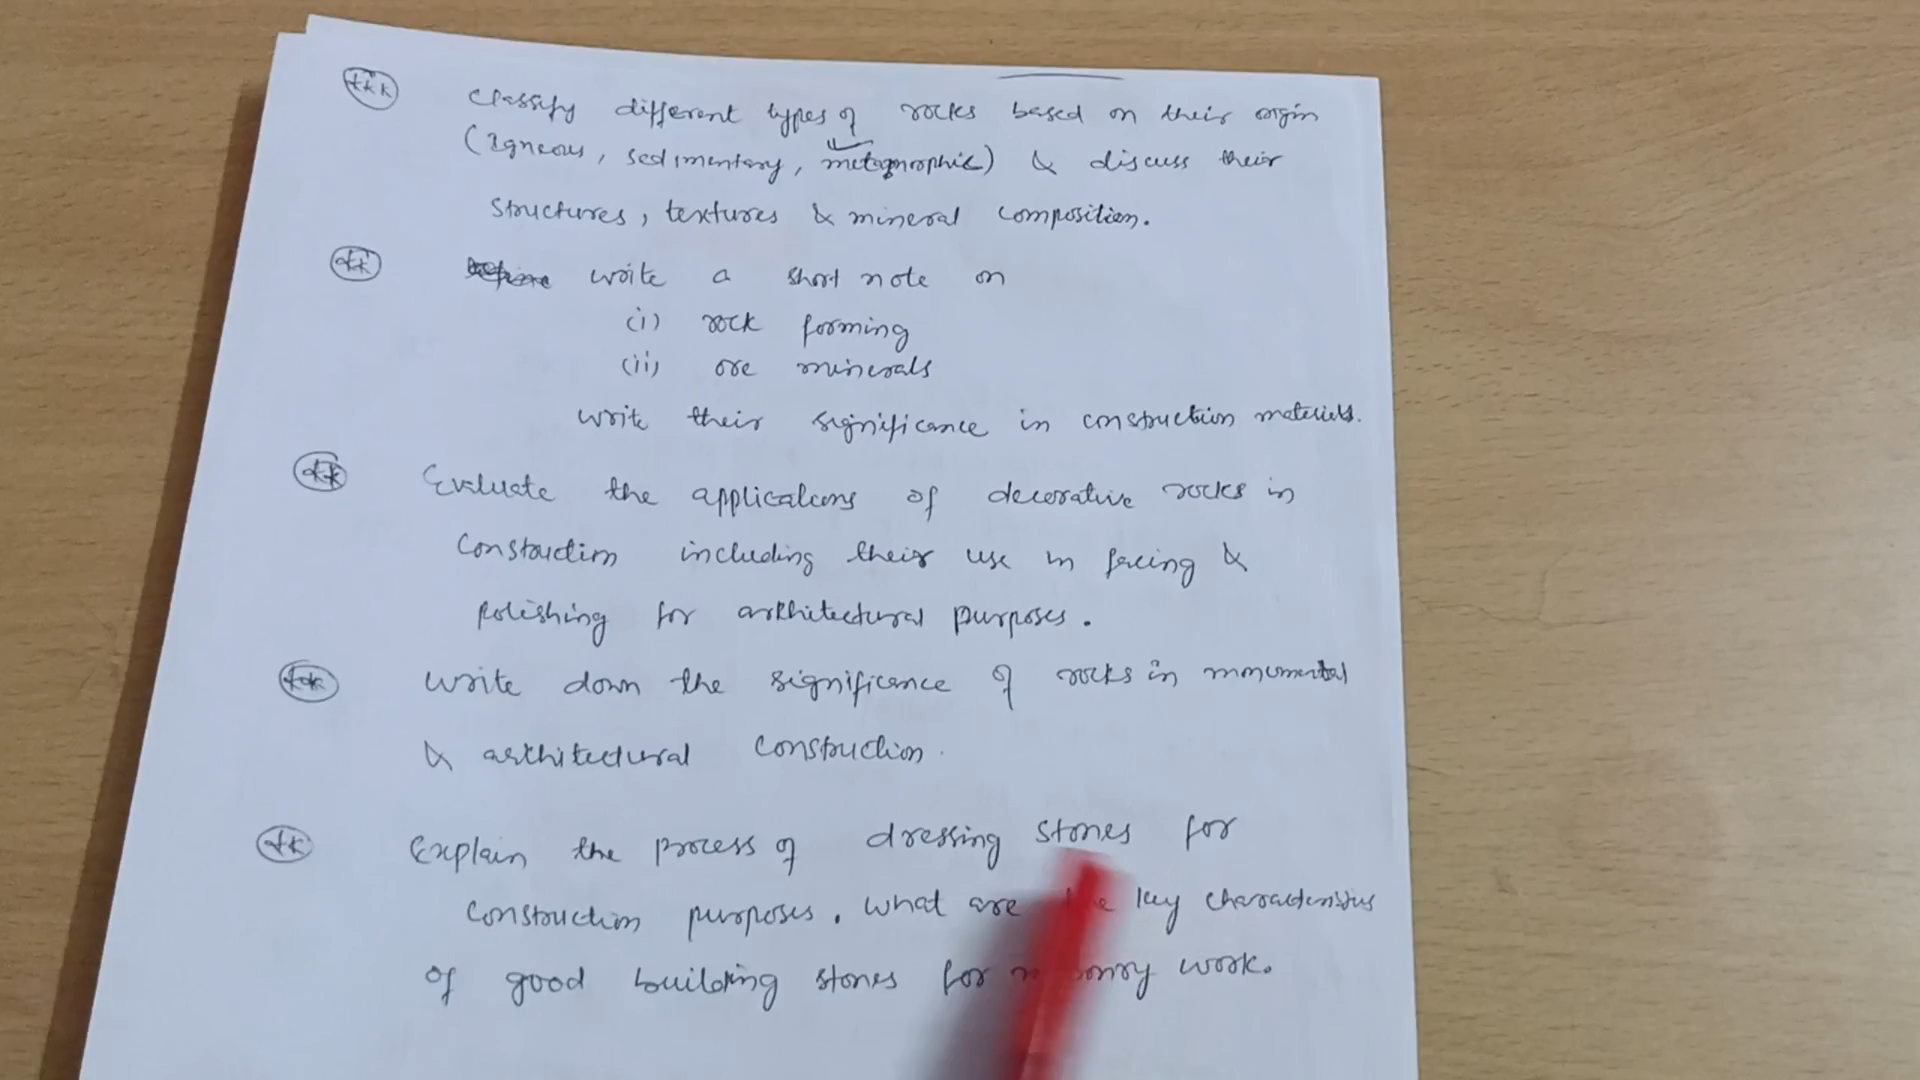 Classify different types of rocks based on their origin
(Igneous, sedimentary, metamorphic) & discuss their
structures, textures & mineral composition.
write a short note on
(i) rock forming
(ii) ore minerals
write their significance in construction materials.
Evaluate the applications of decorative rocks in
construction including their use in facing &
polishing for architectural purposes.
write down the significance of rocks in monumental
& architectural construction.
Explain the process of dressing stones for
construction purposes. What are key characteristics
of good building stones for work.